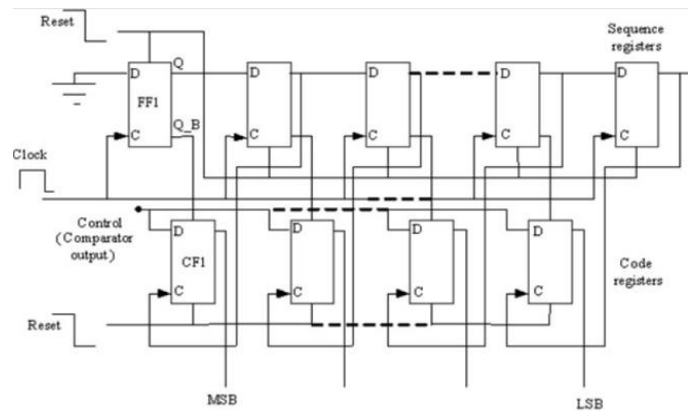 Reset
Sequence
registers
D
Q
D
D
D
D
FF1
C
Q_B
C
C
C
C
Clock
Control
(Comparator
output)
D
D
D
D
CF1
Code
registers
C
C
C
C
Reset
MSB
LSB